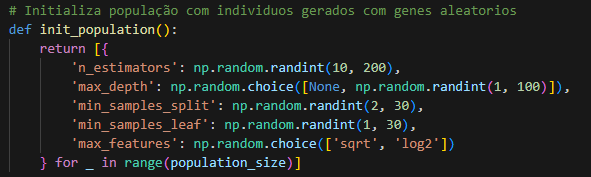 # Initializa população com individuos gerados com genes aleatorios
def init_population():
    return [{
        'n_estimators': np.random.randint(10, 200),
        'max_depth': np.random.choice([None, np.random.randint(1, 100)]),
        'min_samples_split': np.random.randint(2, 30),
        'min_samples_leaf': np.random.randint(1, 30),
        'max_features': np.random.choice(['sqrt', 'log2'])
    } for _ in range(population_size)]